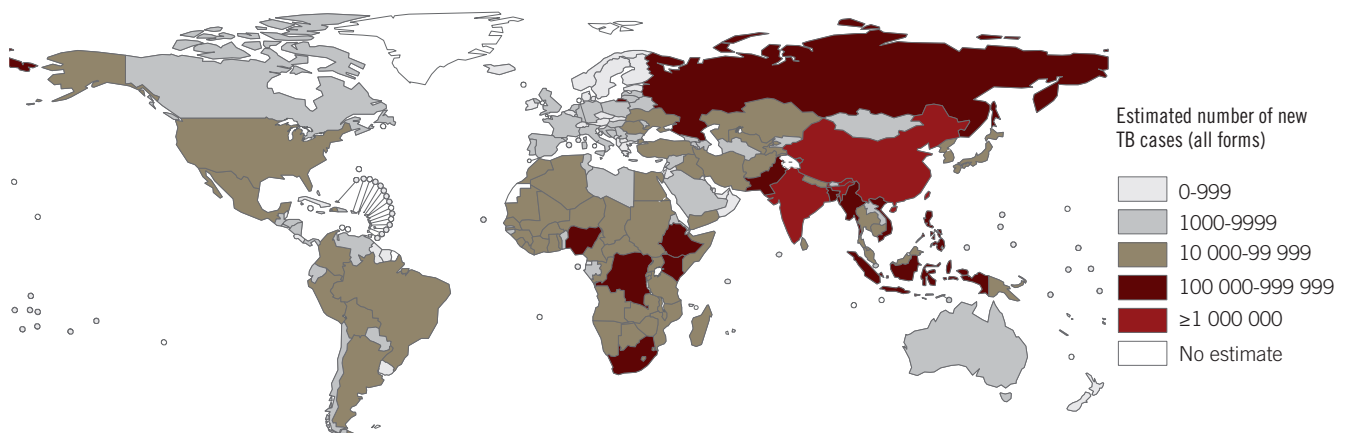 Estimated number of new
TB cases (all forms)
0-999
1000-9999
10 000-99 999
100 000-999 999
≥1 000 000
No estimate